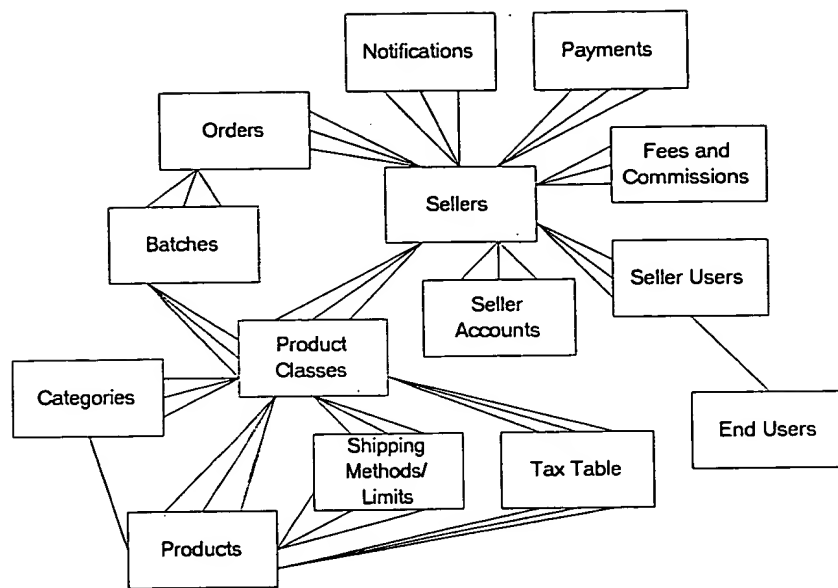 Notifications
Payments
Orders
Fees and
Commissions
Sellers
Batches
Seller Users
Seller
Accounts
Product
Classes
Categories
End Users
Shipping
Methods/
Limits
Tax Table
Products